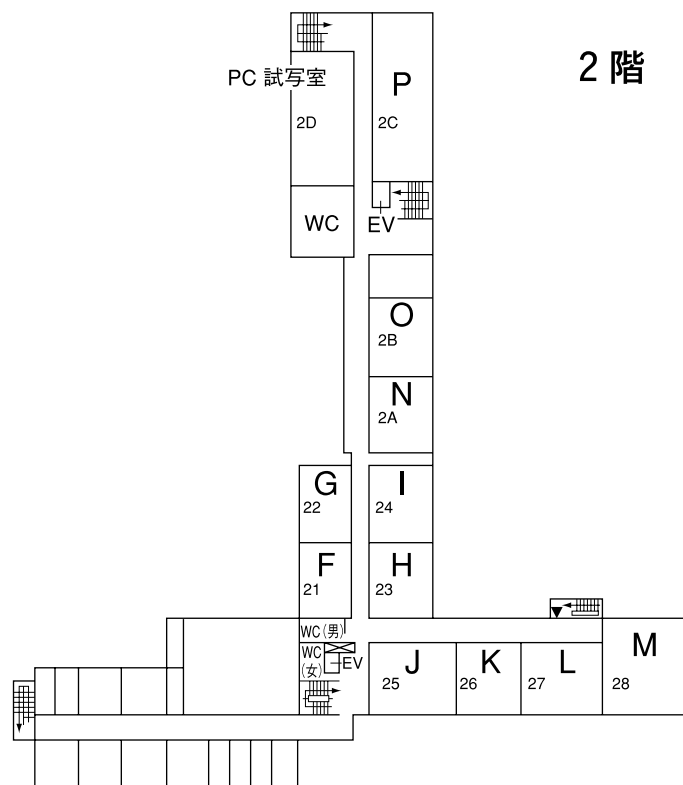 2 階
PC 試写室
P
2D
2C
WC
EV
O
2B
N
2A
G
22
I
24
F
21
H
23
WC(男)
WC
(女)
EV
J
25
K
26
L
27
M
28